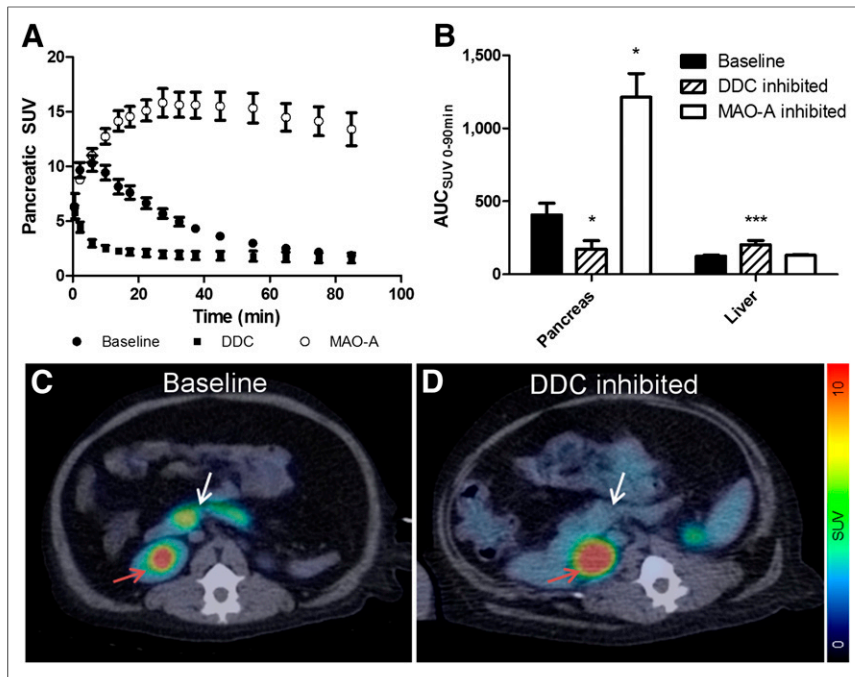 A
Pancreatic SUV
20
15
10
5
0
0 20 40 60 80 100
Time (min)
Baseline DDC MAO-A
B
AUC SUV 0-90min
1,500
1,000
500
0
*
*
***
Baseline
DDC inhibited
MAO-A inhibited
Pancreas
Liver
C
Baseline
D
DDC inhibited
10
SUV
0